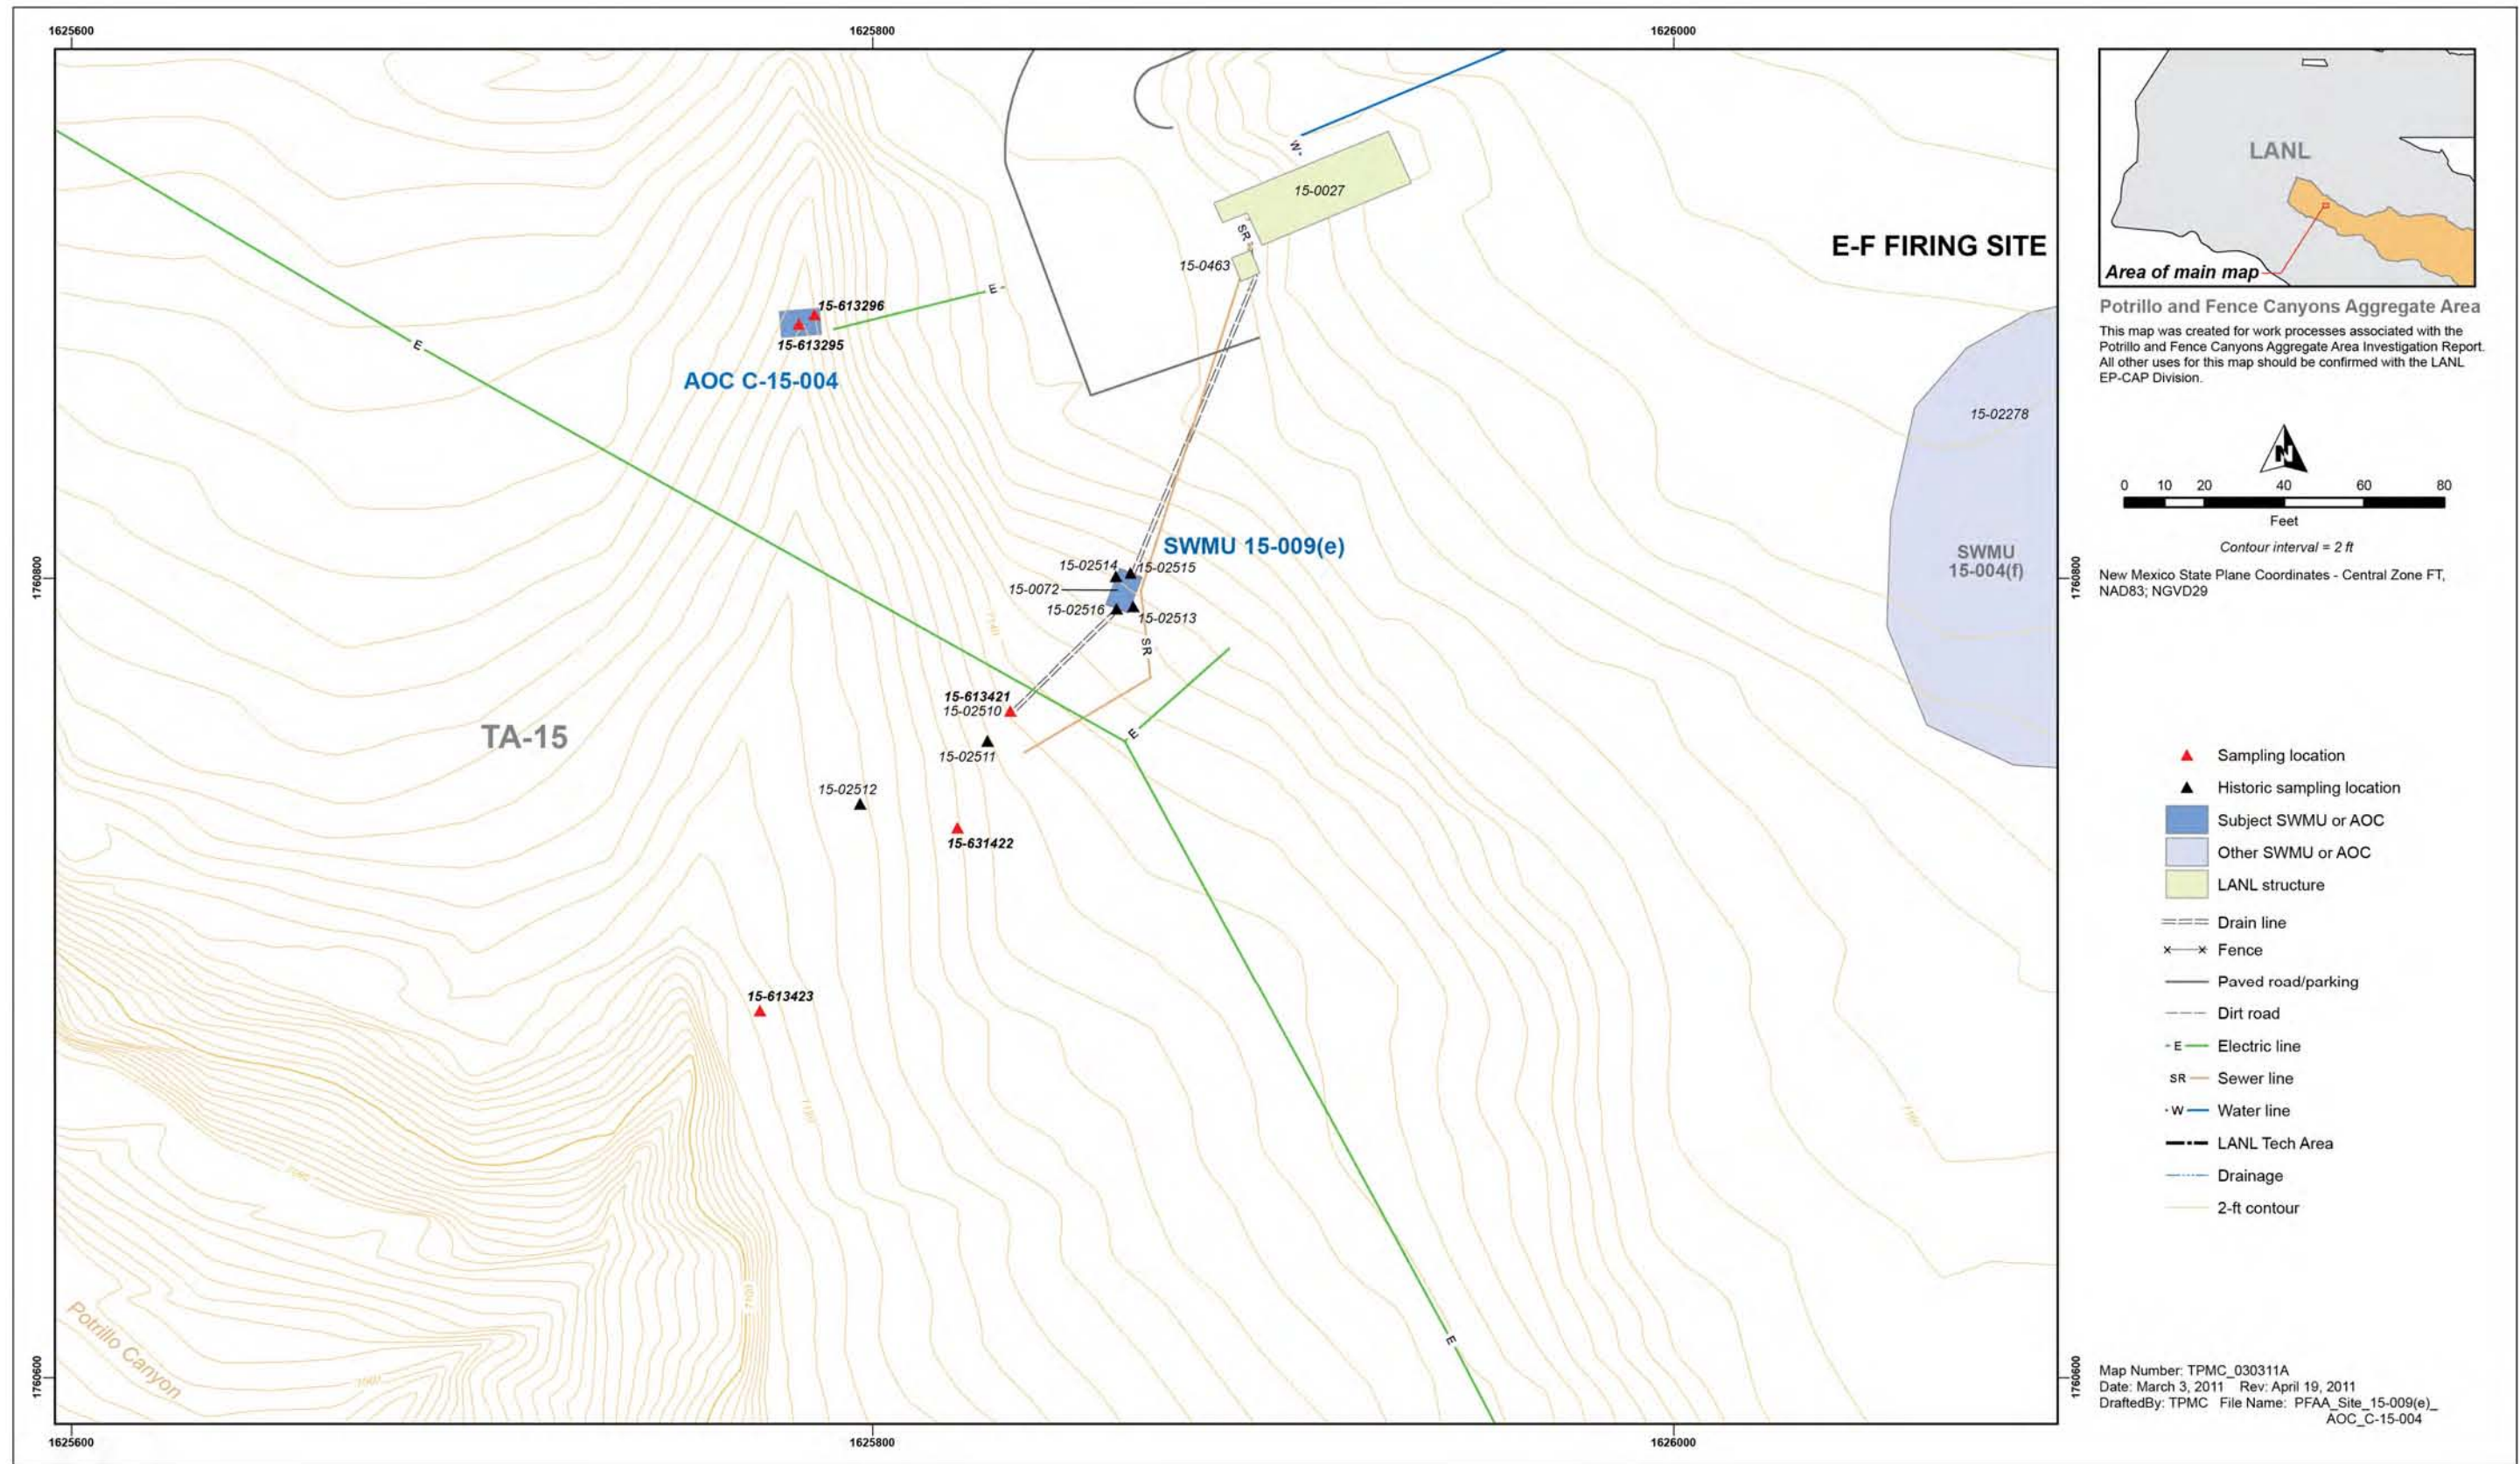 1625600
1625800
1626000
W
15-0027
LANL
E-F FIRING SITE
SR
15-0463
Area of main map
E
15-613296
Potrillo and Fence Canyons Aggregate Area
This map was created for work processes associated with the
Potrillo and Fence Canyons Aggregate Area Investigation Report.
All other uses for this map should be confirmed with the LANL
EP-CAP Division.
E
15-613295
AOC C-15-004
15-02278
N
0 10 20 40 60 80
Feet
SWMU 15-009(e)
Contour interval = 2 ft
SWMU
15-004(f)
1760800
1760800
15-02514
15-02515
New Mexico State Plane Coordinates - Central Zone FT,
NAD83; NGVD29
15-0072
15-02516
15-02513
7140
SR
15-613421
15-02510
TA-15
E
15-02511
Sampling location
15-02512
Historic sampling location
Subject SWMU or AOC
15-631422
Other SWMU or AOC
LANL structure
Drain line
Fence
Paved road/parking
15-613423
Dirt road
E Electric line
SR Sewer line
W Water line
LANL Tech Area
Drainage
2-ft contour
7100
Potrillo Canyon
E
1760600
1760600
Map Number: TPMC_030311A
Date: March 3, 2011 Rev: April 19, 2011
DraftedBy: TPMC File Name: PFAA_Site_15-009(e)_
AOC_C-15-004
1625600
1625800
1626000